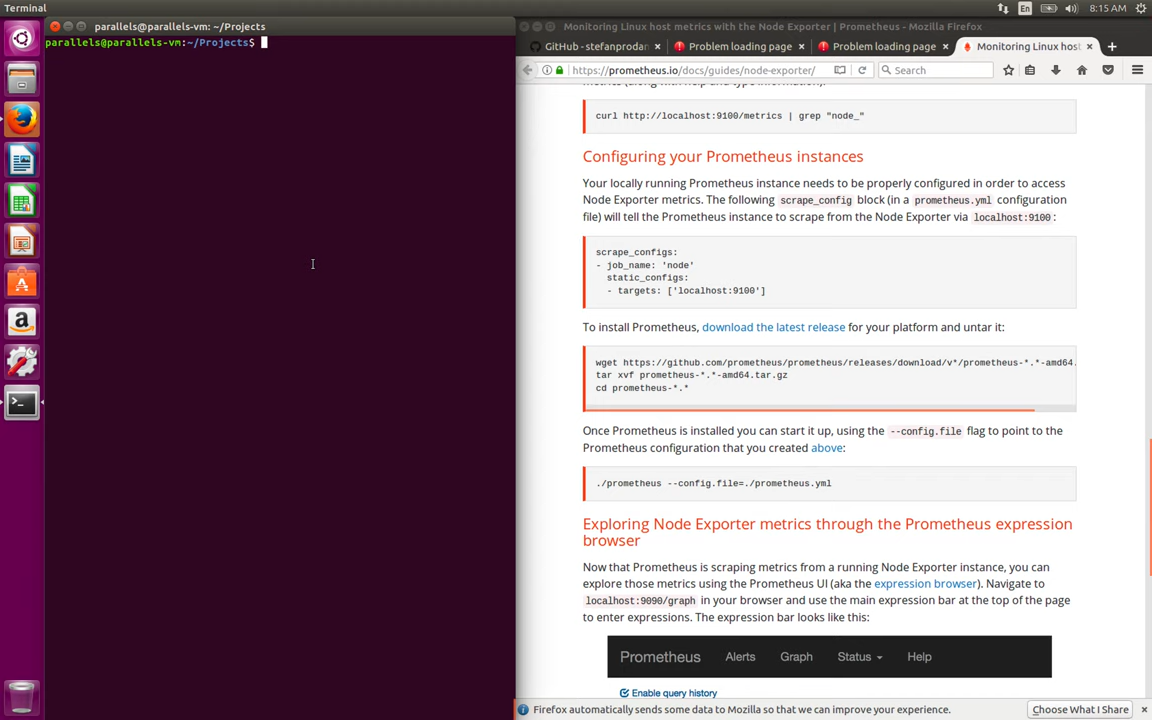 Terminal
En
8:15 AM
parallels@parallels-vm: ~/Projects
parallels@parallels-vm:~/Projects$
Monitoring Linux host metrics with the Node Exporter | Prometheus - Mozilla Firefox
GitHub - stefanprodan
Problem loading page
Problem loading page
Monitoring Linux host
https://prometheus.io/docs/guides/node-exporter/
Search
metrics (along with help and type information):
curl http://localhost:9100/metrics | grep "node_"
Configuring your Prometheus instances
Your locally running Prometheus instance needs to be properly configured in order to access
Node Exporter metrics. The following scrape_config block (in a prometheus.yml configuration
file) will tell the Prometheus instance to scrape from the Node Exporter via localhost:9100:
scrape_configs:
- job_name: 'node'
static_configs:
- targets: ['localhost:9100']
To install Prometheus, download the latest release for your platform and untar it:
wget https://github.com/prometheus/prometheus/releases/download/v*/prometheus-*.*-amd64.
tar xvf prometheus-*.*-amd64.tar.gz
cd prometheus-*.*
Once Prometheus is installed you can start it up, using the --config.file flag to point to the
Prometheus configuration that you created above:
./prometheus --config.file=./prometheus.yml
Exploring Node Exporter metrics through the Prometheus expression
browser
Now that Prometheus is scraping metrics from a running Node Exporter instance, you can
explore those metrics using the Prometheus UI (aka the expression browser). Navigate to
localhost:9090/graph in your browser and use the main expression bar at the top of the page
to enter expressions. The expression bar looks like this:
Prometheus Alerts Graph Status Help
Enable query history
Firefox automatically sends some data to Mozilla so that we can improve your experience.
Choose What I Share